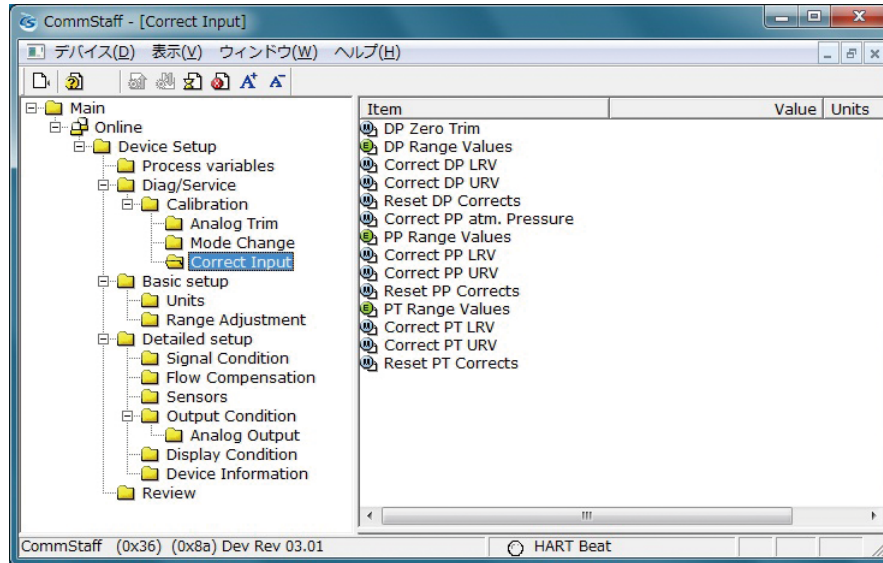 CommStaff - [Correct Input]
デバイス(D) 表示(V) ウィンドウ(W) ヘルプ(H)
Item Value Units
Main
Online
Device Setup
Process variables
Diag/Service
Calibration
Analog Trim
Mode Change
Correct Input
Basic setup
Units
Range Adjustment
Detailed setup
Signal Condition
Flow Compensation
Sensors
Output Condition
Analog Output
Display Condition
Device Information
Review
DP Zero Trim
DP Range Values
Correct DP LRV
Correct DP URV
Reset DP Corrects
Correct PP atm. Pressure
PP Range Values
Correct PP LRV
Correct PP URV
Reset PP Corrects
PT Range Values
Correct PT LRV
Correct PT URV
Reset PT Corrects
CommStaff (0x36) (0x8a) Dev Rev 03.01 HART Beat